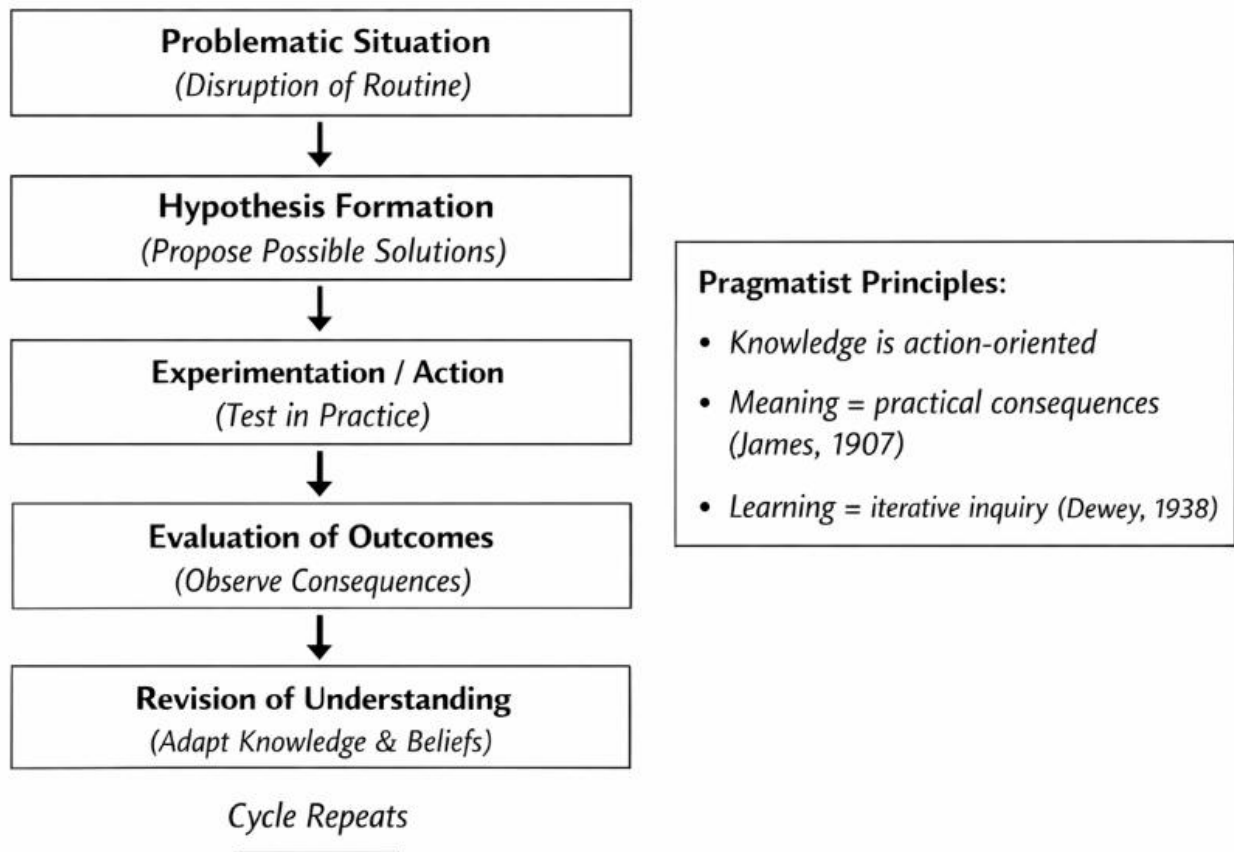 Problematic Situation
(Disruption of Routine)
Hypothesis Formation
(Propose Possible Solutions)
Experimentation / Action
(Test in Practice)
Evaluation of Outcomes
(Observe Consequences)
Revision of Understanding
(Adapt Knowledge & Beliefs)
Cycle Repeats
Pragmatist Principles:
• Knowledge is action-oriented
• Meaning = practical consequences
(James, 1907)
• Learning = iterative inquiry (Dewey, 1938)